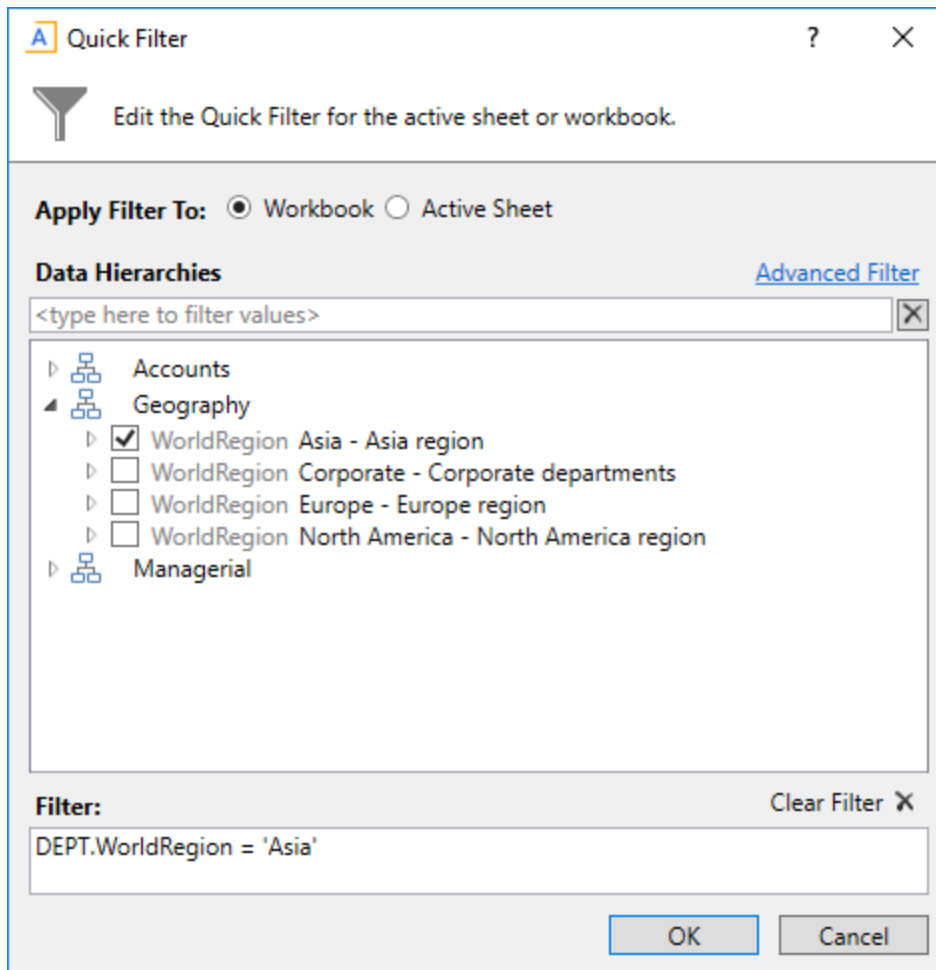 A Quick Filter ?
Edit the Quick Filter for the active sheet or workbook.
Apply Filter To: Workbook Active Sheet
Data Hierarchies Advanced Filter
<type here to filter values>
Accounts
Geography
WorldRegion Asia - Asia region
WorldRegion Corporate - Corporate departments
WorldRegion Europe - Europe region
WorldRegion North America - North America region
Managerial
Filter: Clear Filter
DEPT.WorldRegion = 'Asia'
OK Cancel